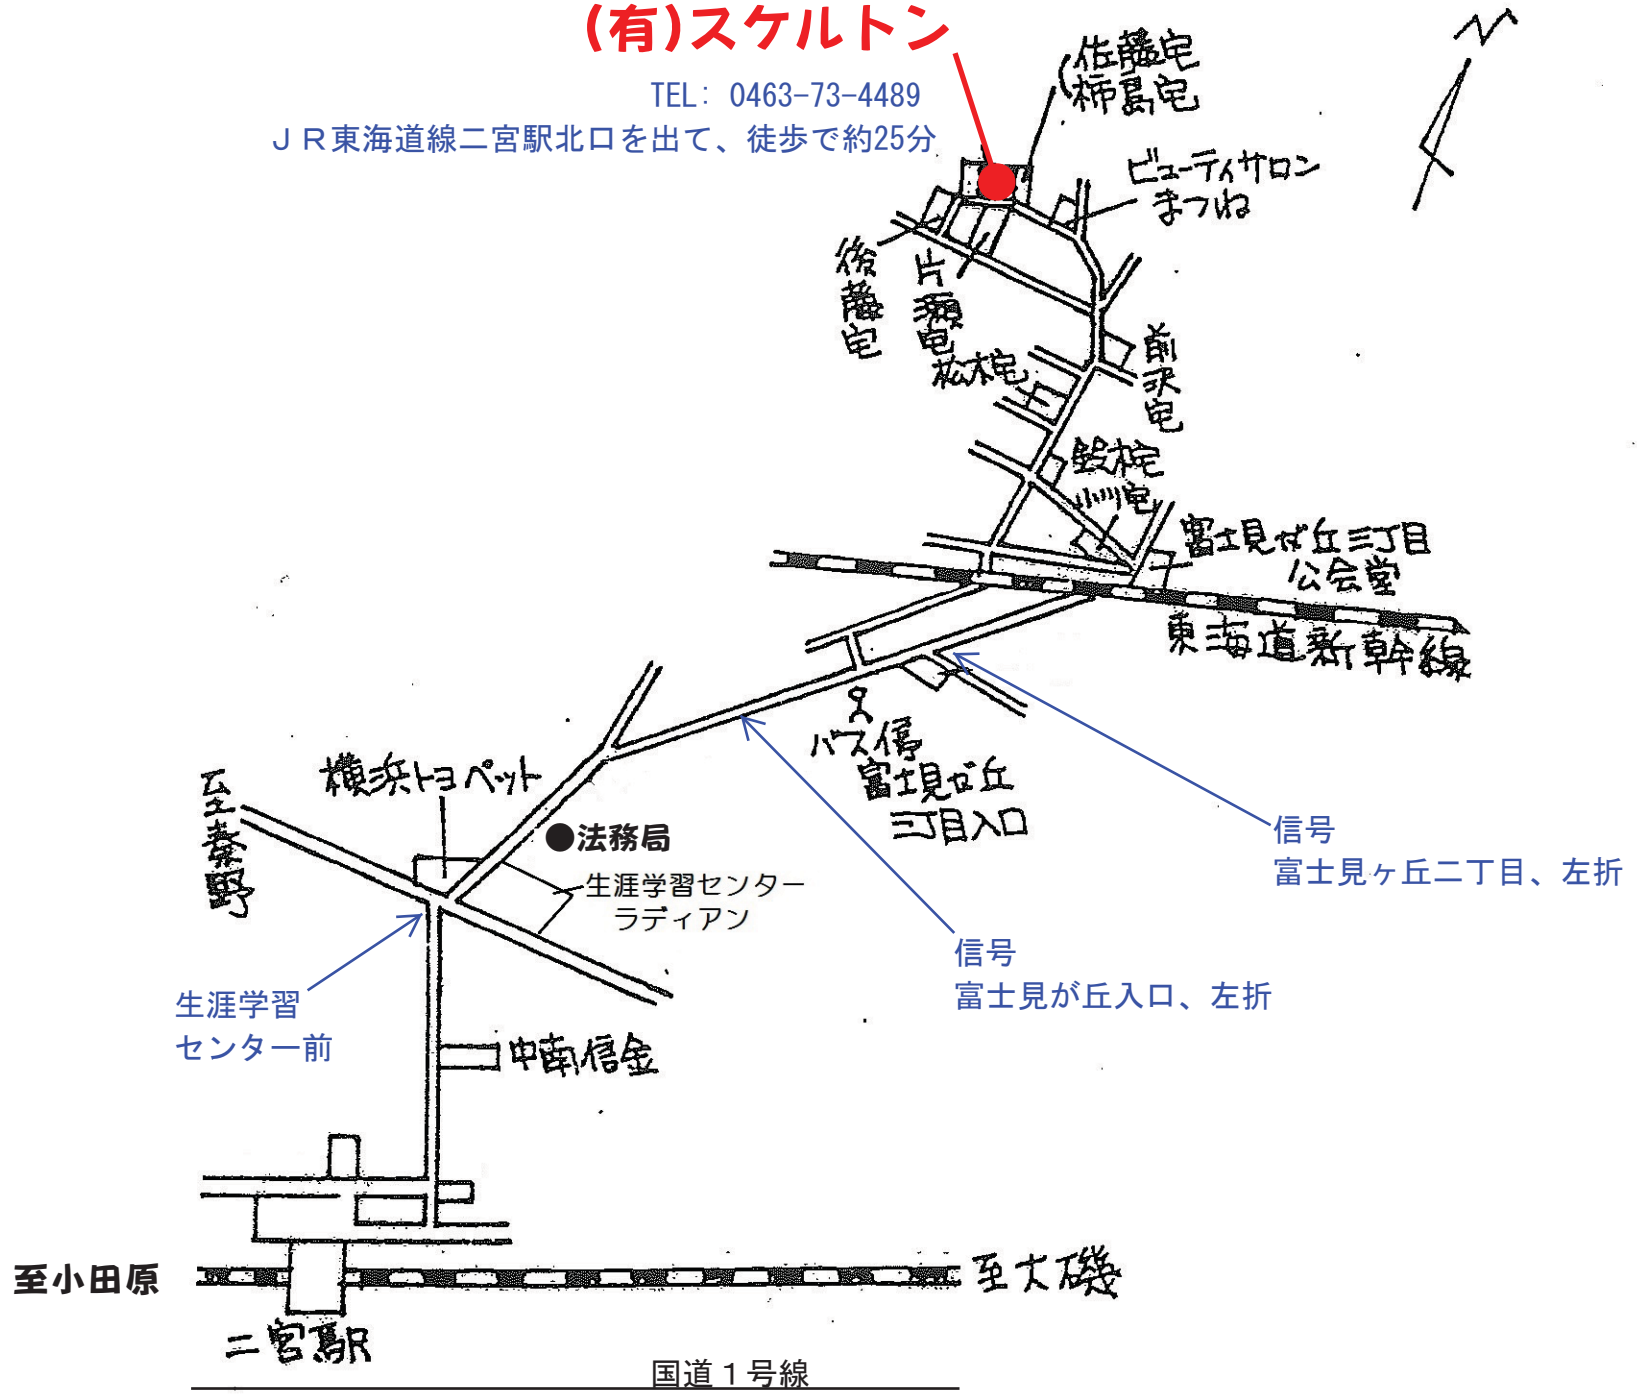 (有)スケルトン
TEL: 0463-73-4489
ＪＲ東海道線二宮駅北口を出て、徒歩で約25分
N
佐藤宅
柿島宅
ビューティサロン
まつね
後藤宅
片瀬宅
松本宅
前沢宅
鈴木宅
小川宅
富士見が丘三丁目
公会堂
東海道新幹線
バス停
富士見が丘
三丁目入口
横浜トヨペット
至秦野
●法務局
生涯学習センター
ラディアン
信号
富士見ヶ丘二丁目、左折
信号
富士見が丘入口、左折
生涯学習
センター前
中南信金
至小田原
至大磯
二宮駅
国道１号線